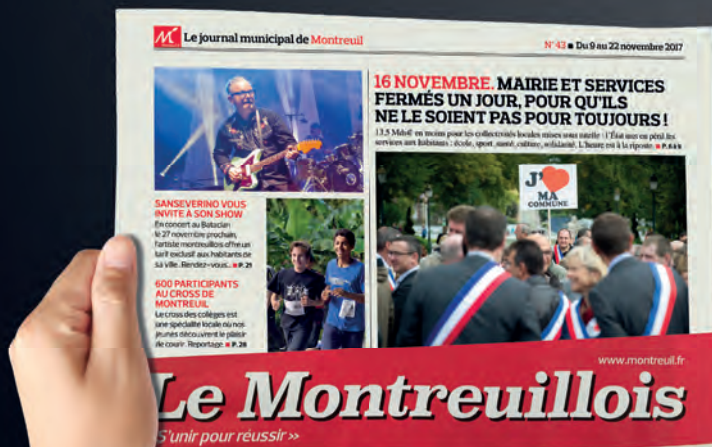 M Le journal municipal de Montreuil
N° 43 ■ Du 9 au 22 novembre 2017
16 NOVEMBRE. MAIRIE ET SERVICES
FERMÉS UN JOUR, POUR QU'ILS
NE LE SOIENT PAS POUR TOUJOURS !
13,5 Mds€ en moins pour les collectivités locales mises sous tutelle : l'État met en péril les
services aux habitants : école, sport, santé, culture, solidarité. L'heure est à la riposte. ■ P. 6 à 9
J'❤
MA
COMMUNE
SANSEVERINO VOUS
INVITE À SON SHOW
En concert au Bataclan
le 27 novembre prochain,
l'artiste montreuillois offre un
tarif exclusif aux habitants de
sa ville. Rendez-vous... ■ P. 21
600 PARTICIPANTS
AU CROSS DE
MONTREUIL
Le cross des collèges est
une spécialité locale où nos
jeunes découvrent le plaisir
de courir. Reportage. ■ P. 26
www.montreuil.fr
Le Montreuillois
S'unir pour réussir »